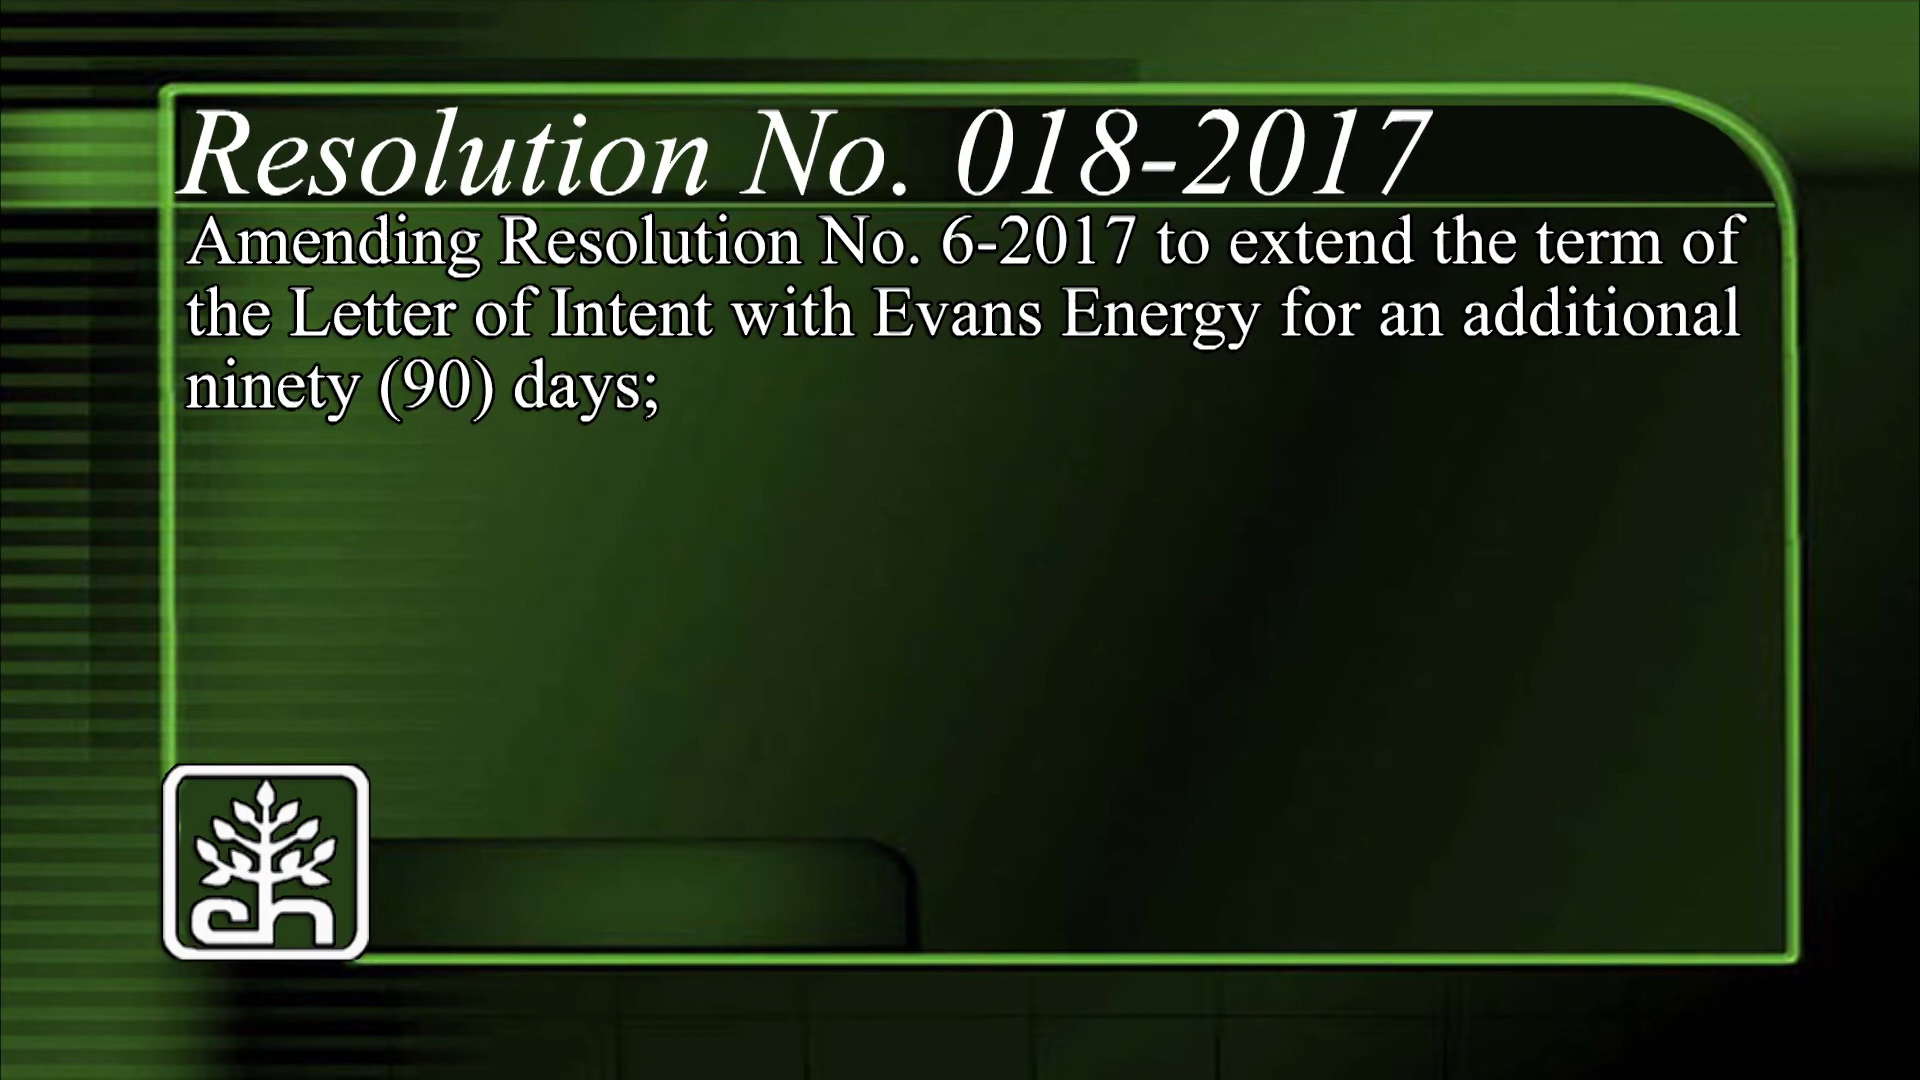 Resolution No. 018-2017
Amending Resolution No. 6-2017 to extend the term of
the Letter of Intent with Evans Energy for an additional
ninety (90) days;
ch